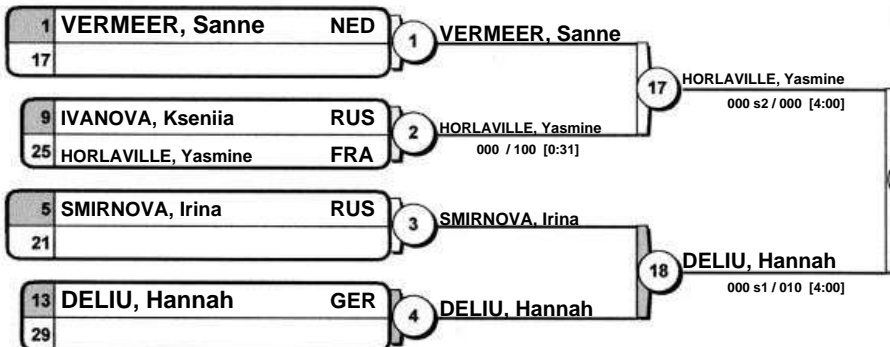 1 VERMEER, Sanne NED
17
1 VERMEER, Sanne
9 IVANOVA, Kseniia RUS
25 HORLAVILLE, Yasmine FRA
2 HORLAVILLE, Yasmine
000 / 100 [0:31]
17 HORLAVILLE, Yasmine
000 s2 / 000 [4:00]
5 SMIRNOVA, Irina RUS
21
3 SMIRNOVA, Irina
13 DELIU, Hannah GER
29
4 DELIU, Hannah
18 DELIU, Hannah
000 s1 / 010 [4:00]